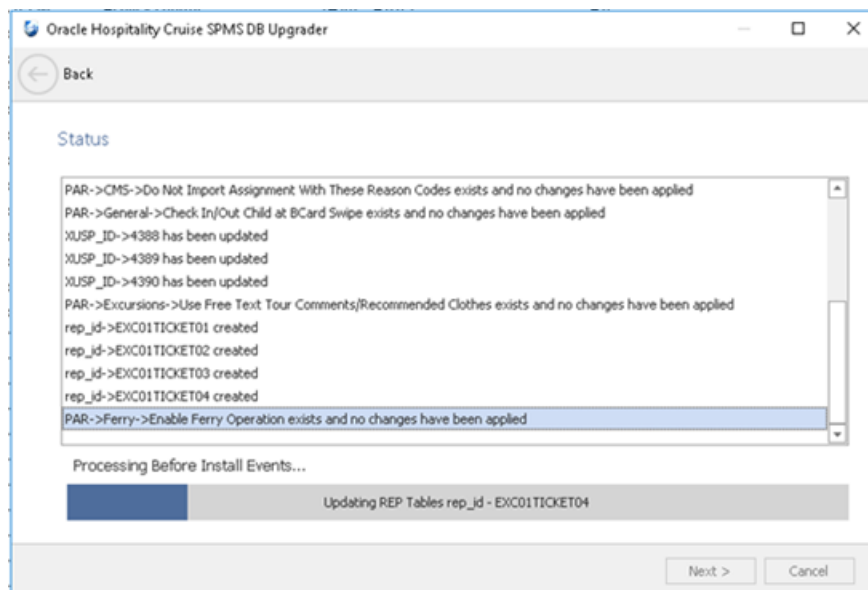 Oracle Hospitality Cruise SPMS DB Upgrader
Back
Status
PAR->CMS->Do Not Import Assignment With These Reason Codes exists and no changes have been applied
PAR->General->Check In/Out Child at BCard Swipe exists and no changes have been applied
XUSP_ID->4388 has been updated
XUSP_ID->4389 has been updated
XUSP_ID->4390 has been updated
PAR->Excursions->Use Free Text Tour Comments/Recommended Clothes exists and no changes have been applied
rep_id->EXC01TICKET01 created
rep_id->EXC01TICKET02 created
rep_id->EXC01TICKET03 created
rep_id->EXC01TICKET04 created
PAR->Ferry->Enable Ferry Operation exists and no changes have been applied
Processing Before Install Events...
Updating REP Tables rep_id - EXC01TICKET04
Next >
Cancel